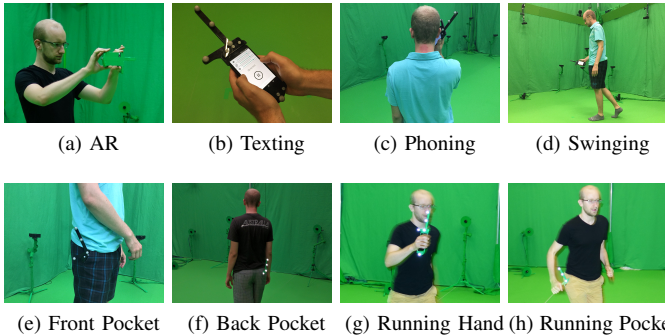 (a) AR
(b) Texting
(c) Phoning
(d) Swinging
(e) Front Pocket
(f) Back Pocket
(g) Running Hand
(h) Running Pocke